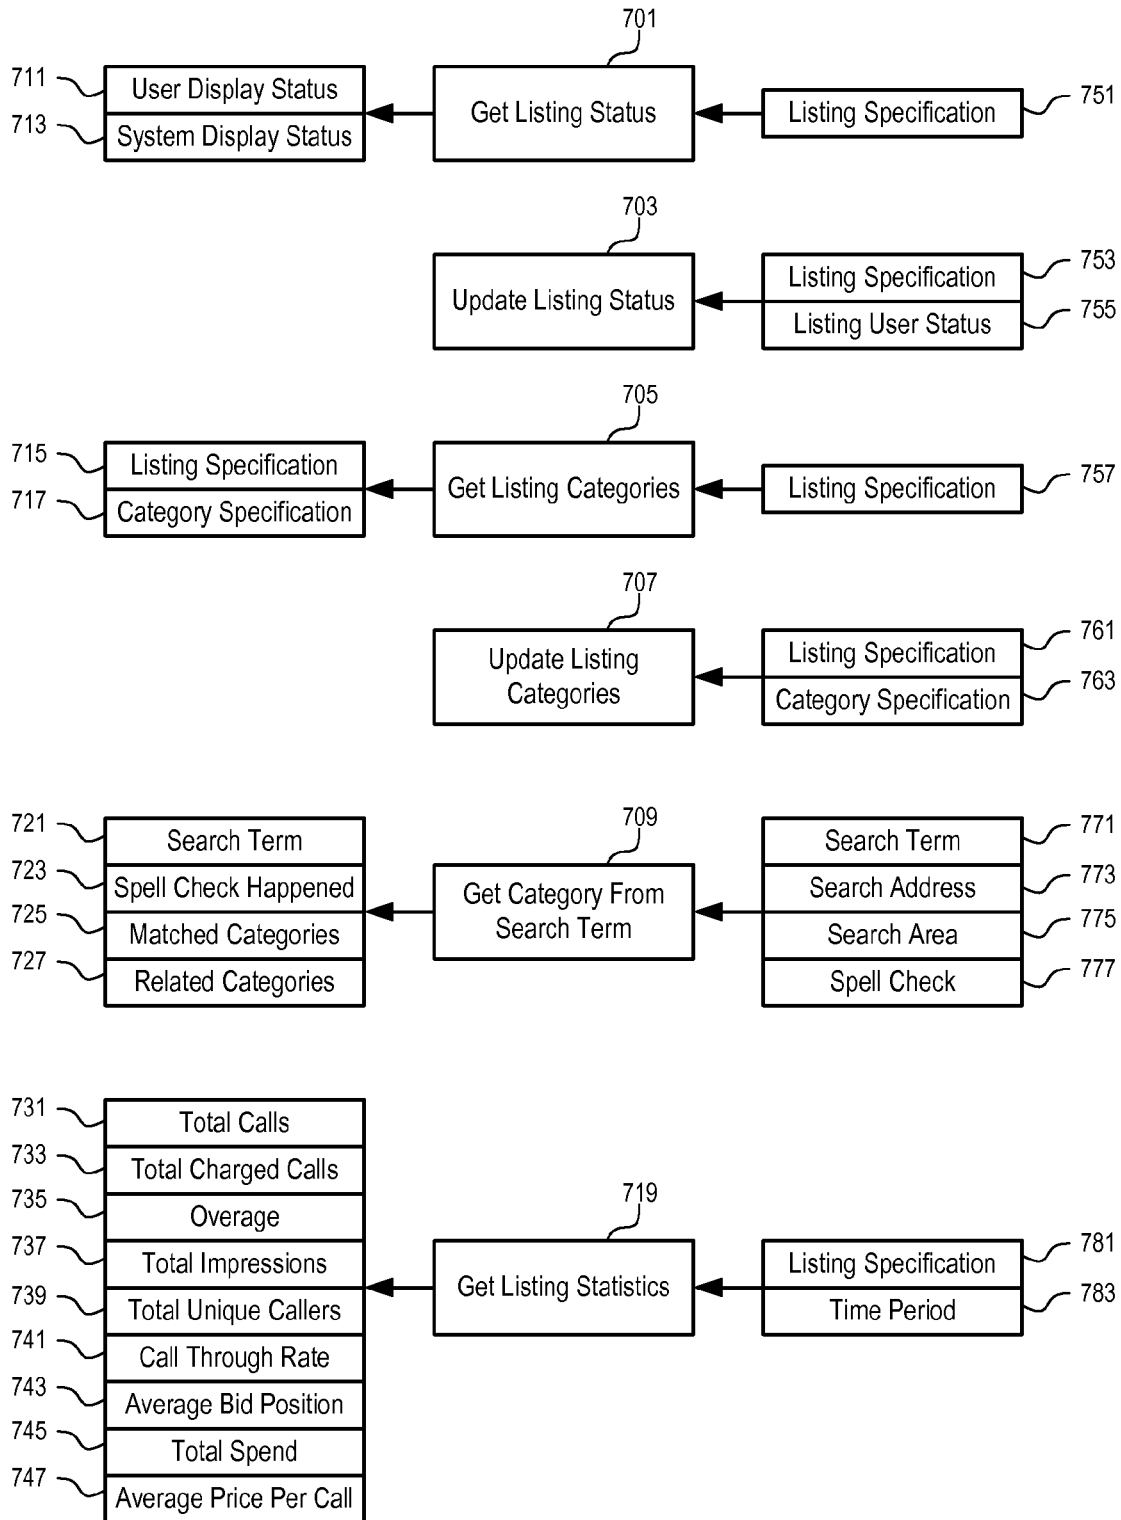 701
711
User Display Status
713
System Display Status
Get Listing Status
Listing Specification
751
703
Update Listing Status
Listing Specification
753
Listing User Status
755
705
715
Listing Specification
717
Category Specification
Get Listing Categories
Listing Specification
757
707
Update Listing
Categories
Listing Specification
761
Category Specification
763
721
Search Term
723
Spell Check Happened
725
Matched Categories
727
Related Categories
709
Get Category From
Search Term
Search Term
771
Search Address
773
Search Area
775
Spell Check
777
731
Total Calls
733
Total Charged Calls
735
Overage
737
Total Impressions
739
Total Unique Callers
741
Call Through Rate
743
Average Bid Position
745
Total Spend
747
Average Price Per Call
719
Get Listing Statistics
Listing Specification
781
Time Period
783